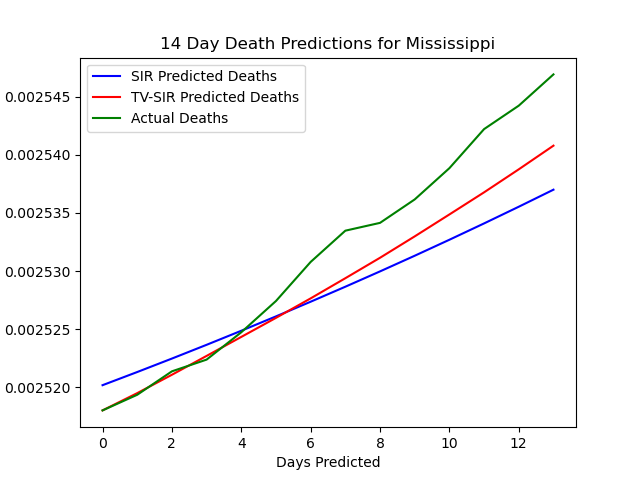 14 Day Death Predictions for Mississippi
SIR Predicted Deaths
TV-SIR Predicted Deaths
Actual Deaths
0.002545
0.002540
0.002535
0.002530
0.002525
0.002520
0 2 4 6 8 10 12
Days Predicted